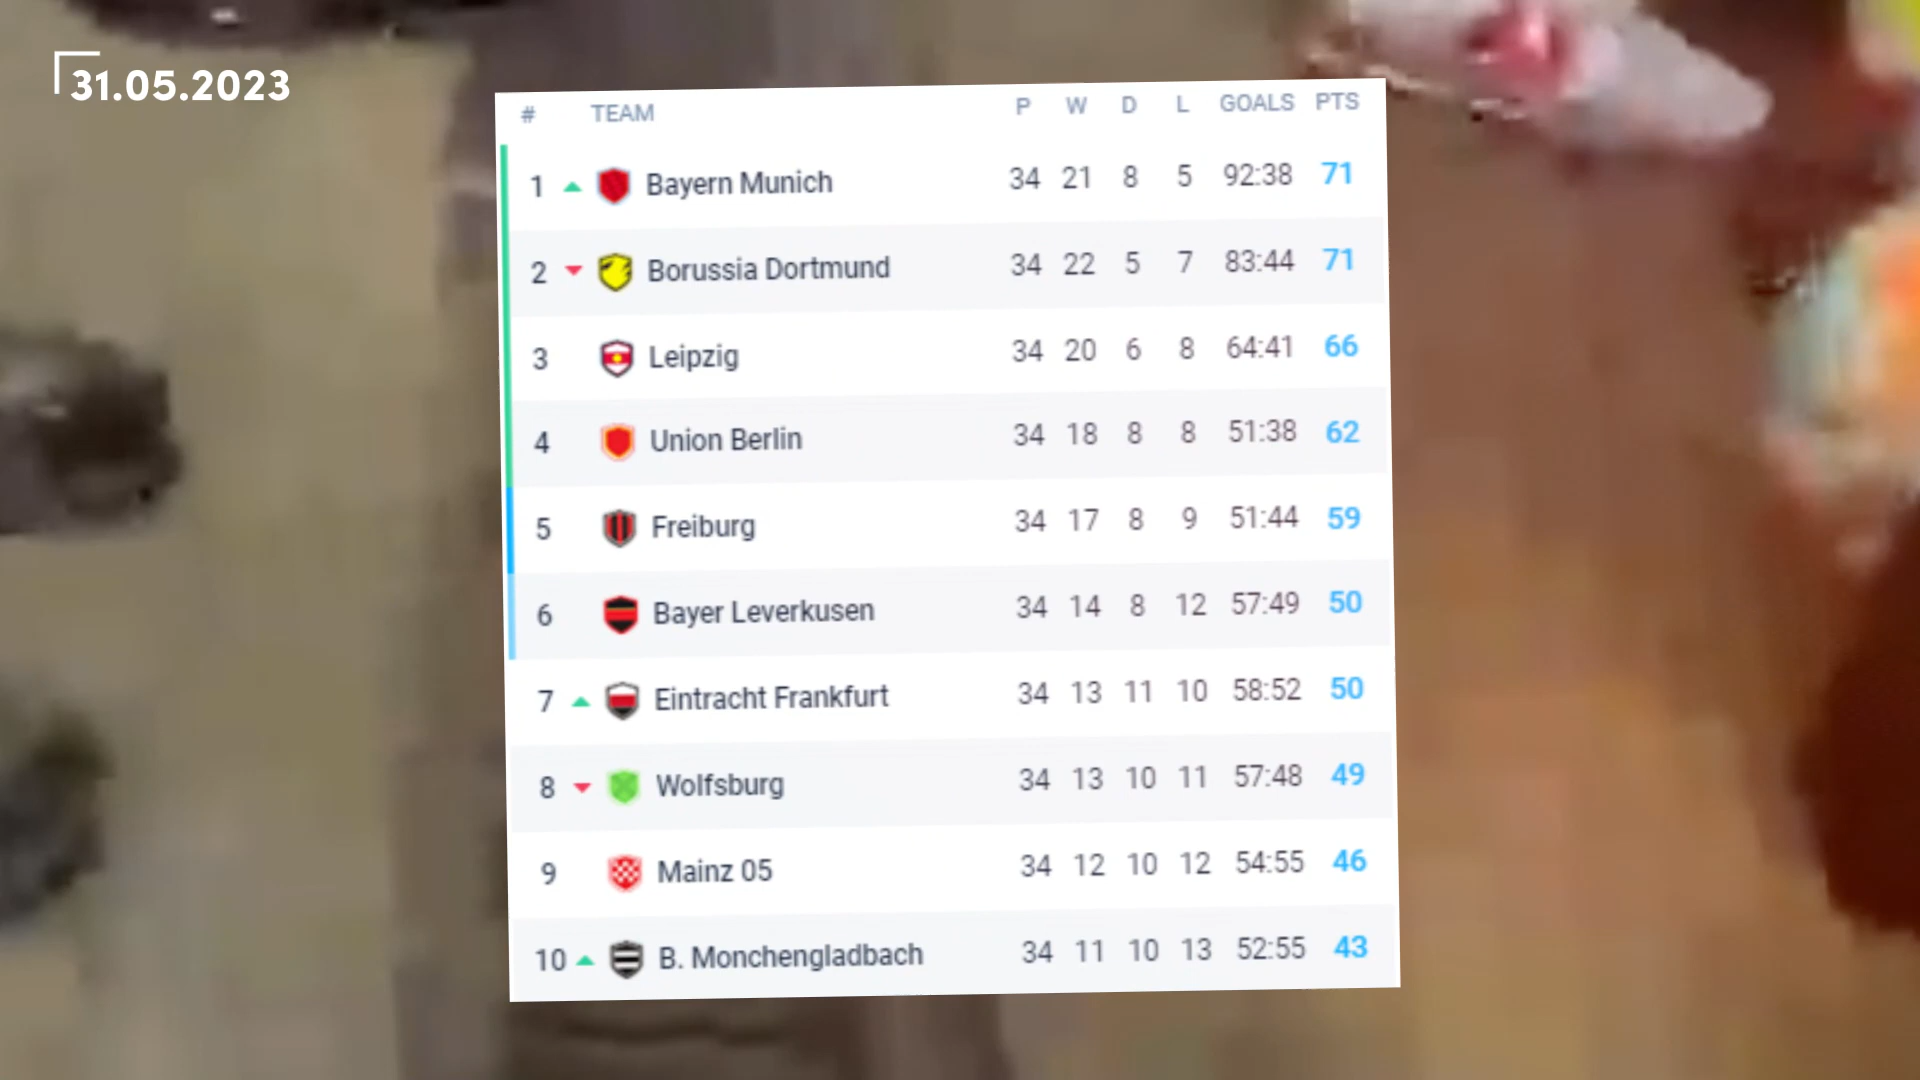 31.05.2023
# TEAM P W D L GOALS PTS
1 Bayern Munich 34 21 8 5 92:38 71
2 Borussia Dortmund 34 22 5 7 83:44 71
3 Leipzig 34 20 6 8 64:41 66
4 Union Berlin 34 18 8 8 51:38 62
5 Freiburg 34 17 8 9 51:44 59
6 Bayer Leverkusen 34 14 8 12 57:49 50
7 Eintracht Frankfurt 34 13 11 10 58:52 50
8 Wolfsburg 34 13 10 11 57:48 49
9 Mainz 05 34 12 10 12 54:55 46
10 B. Monchengladbach 34 11 10 13 52:55 43